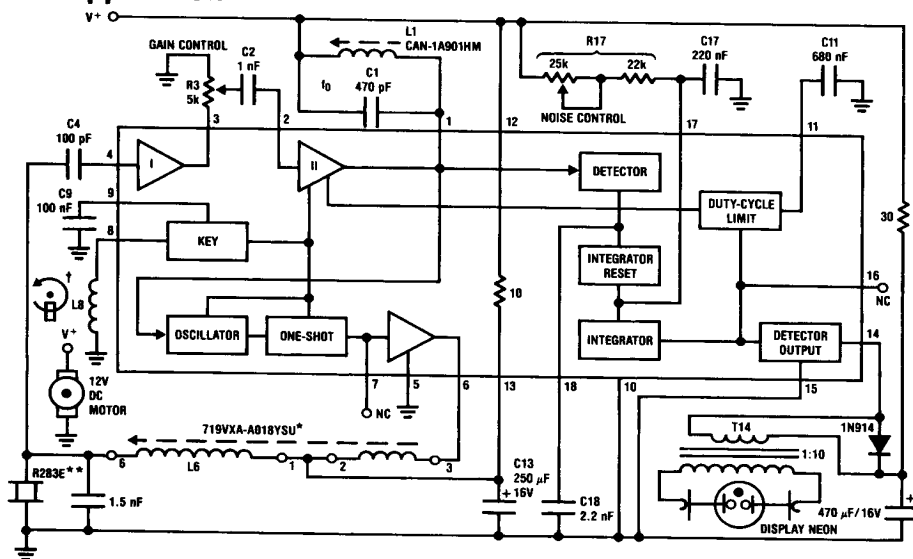 V+
GAIN CONTROL
R3
5k
C2
1 nF
L1
CAN-1A901HM
f0
C1
470 pF
25k
R17
22k
NOISE CONTROL
C17
220 nF
C11
680 nF
C4
100 pF
4
3
2
1
12
17
11
I
II
C9
100 nF
9
8
KEY
DETECTOR
DUTY-CYCLE
LIMIT
30
†
L8
V+
12V
DC
MOTOR
OSCILLATOR
ONE-SHOT
10
INTEGRATOR
RESET
INTEGRATOR
16
NC
DETECTOR
OUTPUT
14
7
NC
5
6
13
18
10
15
719VXA-A018YSU*
6
L6
1
2
3
R283E**
1.5 nF
C13
250 µF
+ 16V
C18
2.2 nF
T14
1:10
1N914
DISPLAY NEON
470 µF/16V
+